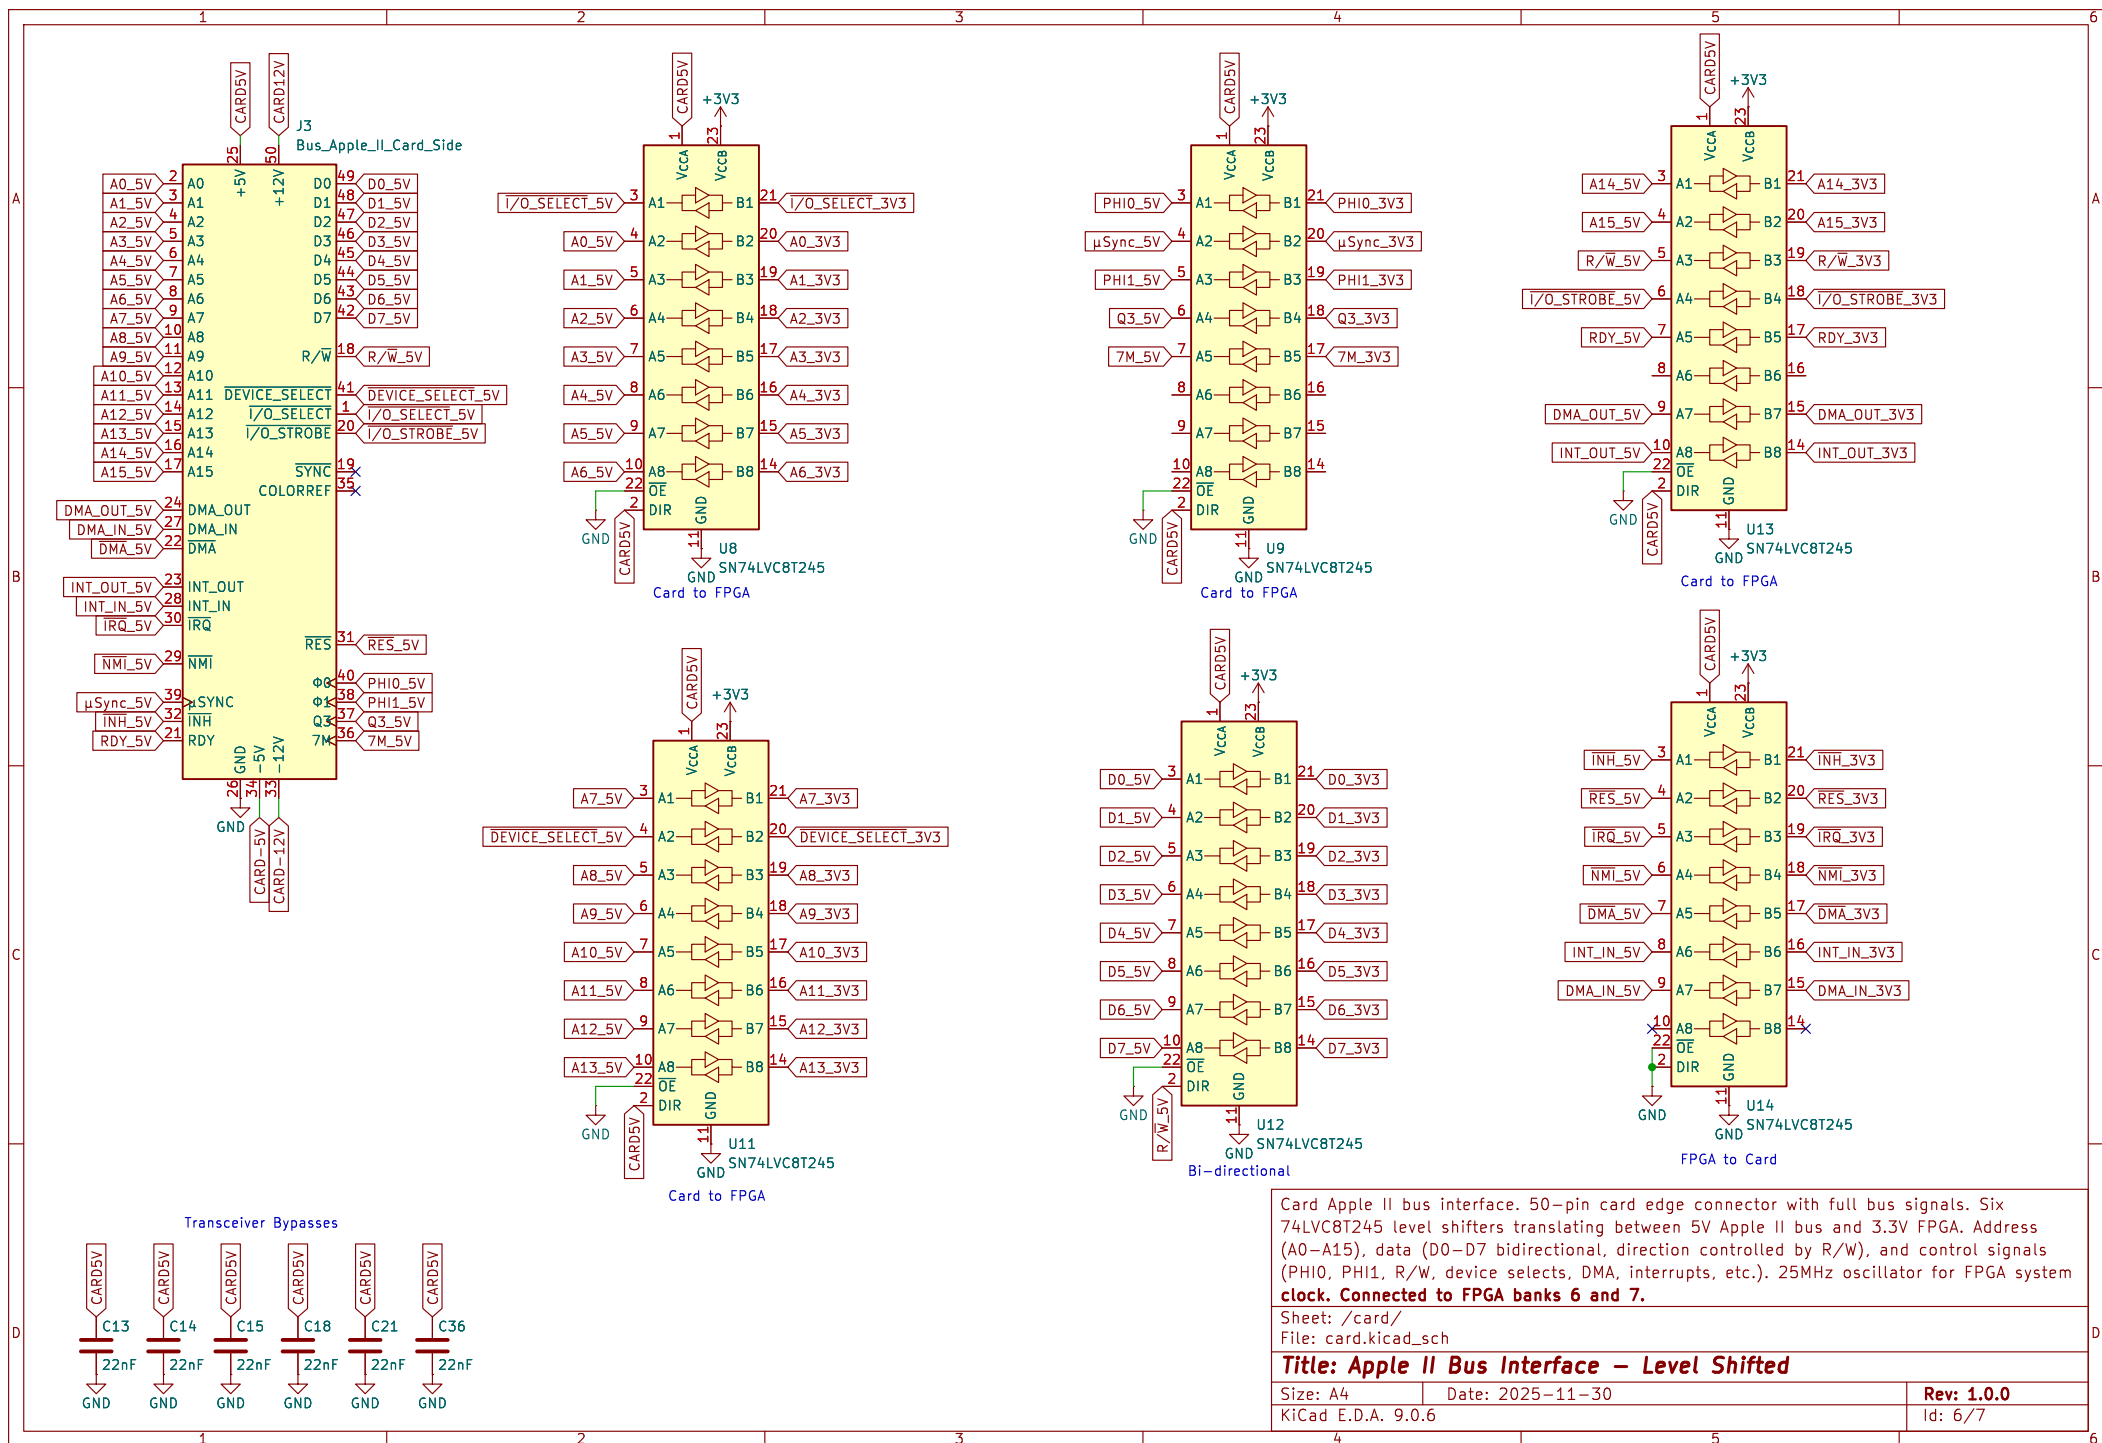 1 2 3 4 5 6
A
B
C
D
CARD5V
CARD12V
J3
Bus_Apple_II_Card_Side
25 +5V
50 +12V
A0_5V 2 A0
A1_5V 3 A1
A2_5V 4 A2
A3_5V 5 A3
A4_5V 6 A4
A5_5V 7 A5
A6_5V 8 A6
A7_5V 9 A7
A8_5V 10 A8
A9_5V 11 A9
A10_5V 12 A10
A11_5V 13 A11
A12_5V 14 A12
A13_5V 15 A13
A14_5V 16 A14
A15_5V 17 A15
DMA_OUT_5V 24 DMA_OUT
DMA_IN_5V 27 DMA_IN
DMA_5V 22 DMA
INT_OUT_5V 23 INT_OUT
INT_IN_5V 28 INT_IN
IRQ_5V 30 IRQ
NMI_5V 29 NMI
µSync_5V 39 µSYNC
INH_5V 32 INH
RDY_5V 21 RDY
D0 49 D0_5V
D1 48 D1_5V
D2 47 D2_5V
D3 46 D3_5V
D4 45 D4_5V
D5 44 D5_5V
D6 43 D6_5V
D7 42 D7_5V
R/W 18 R/W_5V
DEVICE_SELECT 41 DEVICE_SELECT_5V
I/O_SELECT 1 I/O_SELECT_5V
I/O_STROBE 20 I/O_STROBE_5V
SYNC 19
COLORREF 35
RES 31 RES_5V
Φ0 40 PHI0_5V
Φ1 38 PHI1_5V
Q3 37 Q3_5V
7M 36 7M_5V
GND 26 GND
-5V 34 CARD-5V
-12V 33 CARD-12V
CARD5V
+3V3
1 VCCA
23 VCCB
I/O_SELECT_5V 3 A1 B1 21 I/O_SELECT_3V3
A0_5V 4 A2 B2 20 A0_3V3
A1_5V 5 A3 B3 19 A1_3V3
A2_5V 6 A4 B4 18 A2_3V3
A3_5V 7 A5 B5 17 A3_3V3
A4_5V 8 A6 B6 16 A4_3V3
A5_5V 9 A7 B7 15 A5_3V3
A6_5V 10 A8 B8 14 A6_3V3
GND 22 OE
CARD5V 2 DIR
GND 11 GND
U8
SN74LVC8T245
Card to FPGA
CARD5V
+3V3
1 VCCA
23 VCCB
PHI0_5V 3 A1 B1 21 PHI0_3V3
µSync_5V 4 A2 B2 20 µSync_3V3
PHI1_5V 5 A3 B3 19 PHI1_3V3
Q3_5V 6 A4 B4 18 Q3_3V3
7M_5V 7 A5 B5 17 7M_3V3
8 A6 B6 16
9 A7 B7 15
10 A8 B8 14
GND 22 OE
CARD5V 2 DIR
GND 11 GND
U9
SN74LVC8T245
Card to FPGA
CARD5V
+3V3
1 VCCA
23 VCCB
A14_5V 3 A1 B1 21 A14_3V3
A15_5V 4 A2 B2 20 A15_3V3
R/W_5V 5 A3 B3 19 R/W_3V3
I/O_STROBE_5V 6 A4 B4 18 I/O_STROBE_3V3
RDY_5V 7 A5 B5 17 RDY_3V3
8 A6 B6 16
DMA_OUT_5V 9 A7 B7 15 DMA_OUT_3V3
INT_OUT_5V 10 A8 B8 14 INT_OUT_3V3
GND 22 OE
CARD5V 2 DIR
GND 11 GND
U13
SN74LVC8T245
Card to FPGA
CARD5V
+3V3
1 VCCA
23 VCCB
A7_5V 3 A1 B1 21 A7_3V3
DEVICE_SELECT_5V 4 A2 B2 20 DEVICE_SELECT_3V3
A8_5V 5 A3 B3 19 A8_3V3
A9_5V 6 A4 B4 18 A9_3V3
A10_5V 7 A5 B5 17 A10_3V3
A11_5V 8 A6 B6 16 A11_3V3
A12_5V 9 A7 B7 15 A12_3V3
A13_5V 10 A8 B8 14 A13_3V3
GND 22 OE
CARD5V 2 DIR
GND 11 GND
U11
SN74LVC8T245
Card to FPGA
CARD5V
+3V3
1 VCCA
23 VCCB
D0_5V 3 A1 B1 21 D0_3V3
D1_5V 4 A2 B2 20 D1_3V3
D2_5V 5 A3 B3 19 D2_3V3
D3_5V 6 A4 B4 18 D3_3V3
D4_5V 7 A5 B5 17 D4_3V3
D5_5V 8 A6 B6 16 D5_3V3
D6_5V 9 A7 B7 15 D6_3V3
D7_5V 10 A8 B8 14 D7_3V3
GND 22 OE
R/W_5V 2 DIR
GND 11 GND
U12
SN74LVC8T245
Bi-directional
CARD5V
+3V3
1 VCCA
23 VCCB
INH_5V 3 A1 B1 21 INH_3V3
RES_5V 4 A2 B2 20 RES_3V3
IRQ_5V 5 A3 B3 19 IRQ_3V3
NMI_5V 6 A4 B4 18 NMI_3V3
DMA_5V 7 A5 B5 17 DMA_3V3
INT_IN_5V 8 A6 B6 16 INT_IN_3V3
DMA_IN_5V 9 A7 B7 15 DMA_IN_3V3
10 A8 B8 14
22 OE
GND 2 DIR
GND 11 GND
U14
SN74LVC8T245
FPGA to Card
Transceiver Bypasses
CARD5V CARD5V CARD5V CARD5V CARD5V CARD5V
C13 C14 C15 C18 C21 C36
22nF 22nF 22nF 22nF 22nF 22nF
GND GND GND GND GND GND
Card Apple II bus interface. 50-pin card edge connector with full bus signals. Six
74LVC8T245 level shifters translating between 5V Apple II bus and 3.3V FPGA. Address
(A0-A15), data (D0-D7 bidirectional, direction controlled by R/W), and control signals
(PHI0, PHI1, R/W, device selects, DMA, interrupts, etc.). 25MHz oscillator for FPGA system
clock. Connected to FPGA banks 6 and 7.
Sheet: /card/
File: card.kicad_sch
Title: Apple II Bus Interface – Level Shifted
Size: A4 Date: 2025-11-30 Rev: 1.0.0
KiCad E.D.A. 9.0.6 Id: 6/7
A
B
C
D
1 2 3 4 5 6